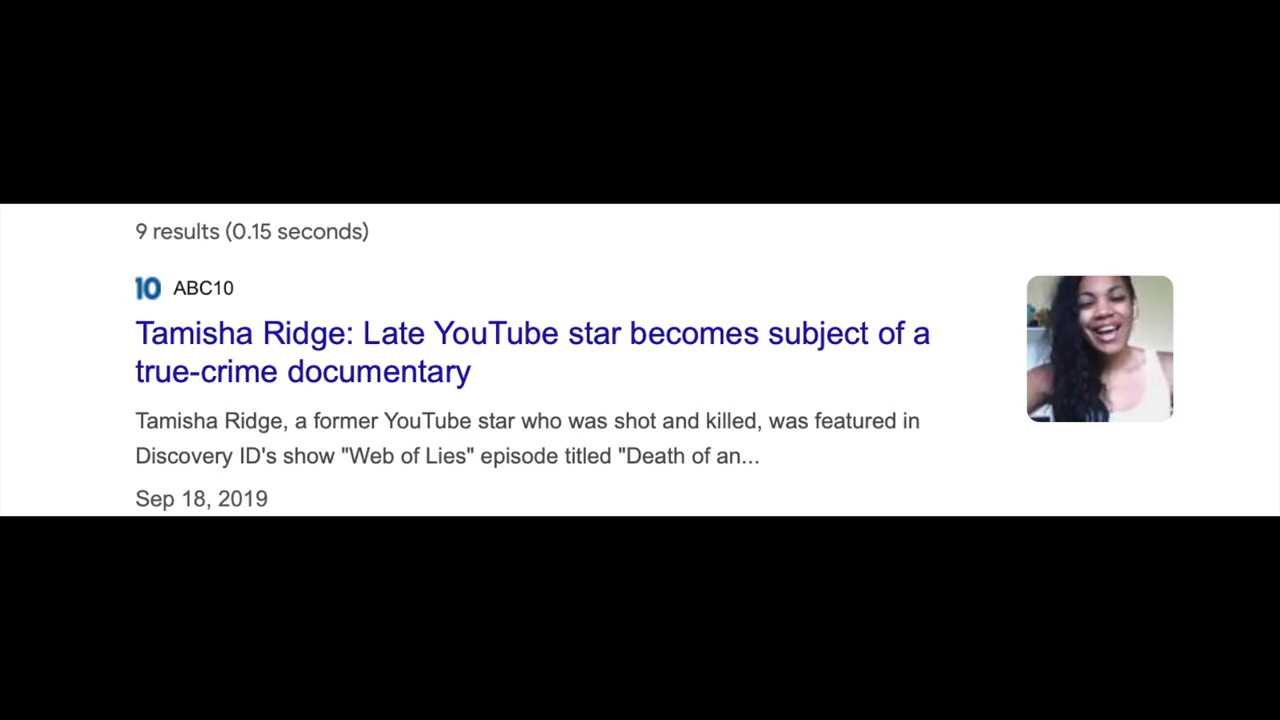 9 results (0.15 seconds)
10 ABC10
Tamisha Ridge: Late YouTube star becomes subject of a
true-crime documentary
Tamisha Ridge, a former YouTube star who was shot and killed, was featured in
Discovery ID's show "Web of Lies" episode titled "Death of an...
Sep 18, 2019